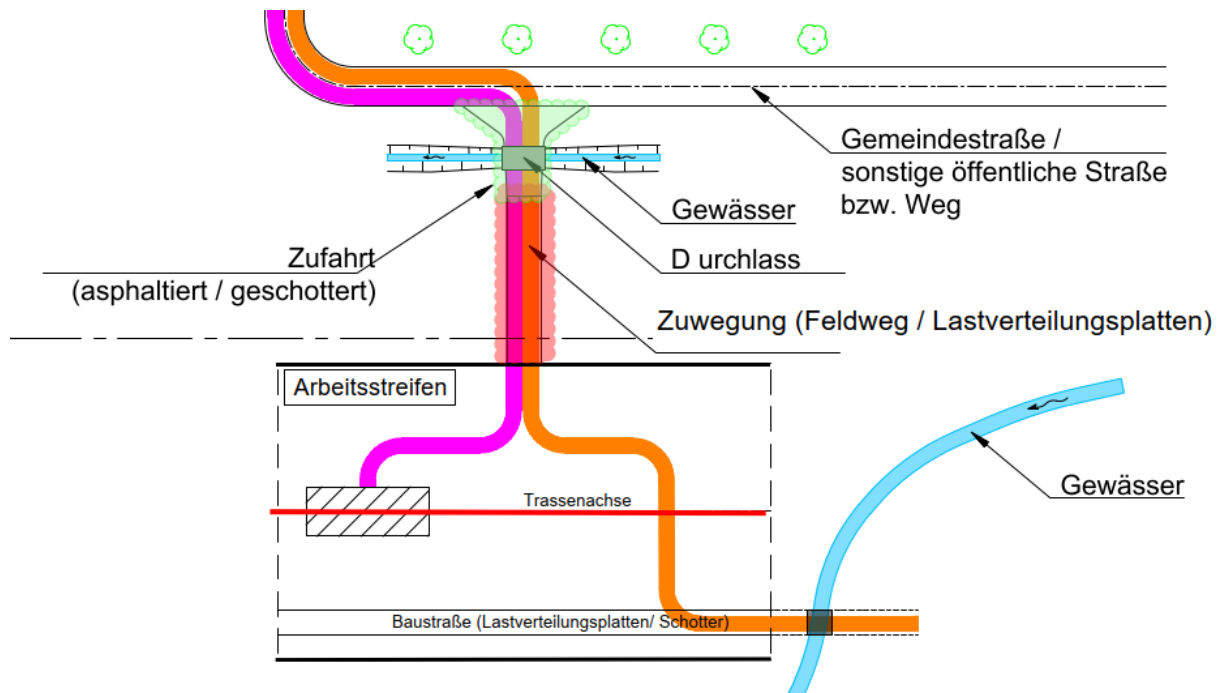 Gemeindestraße /
sonstige öffentliche Straße
bzw. Weg
Gewässer
Zufahrt
(asphaltiert / geschottert)
D urchlass
Zuwegung (Feldweg / Lastverteilungsplatten)
Arbeitsstreifen
Gewässer
Trassenachse
Baustraße (Lastverteilungsplatten/ Schotter)